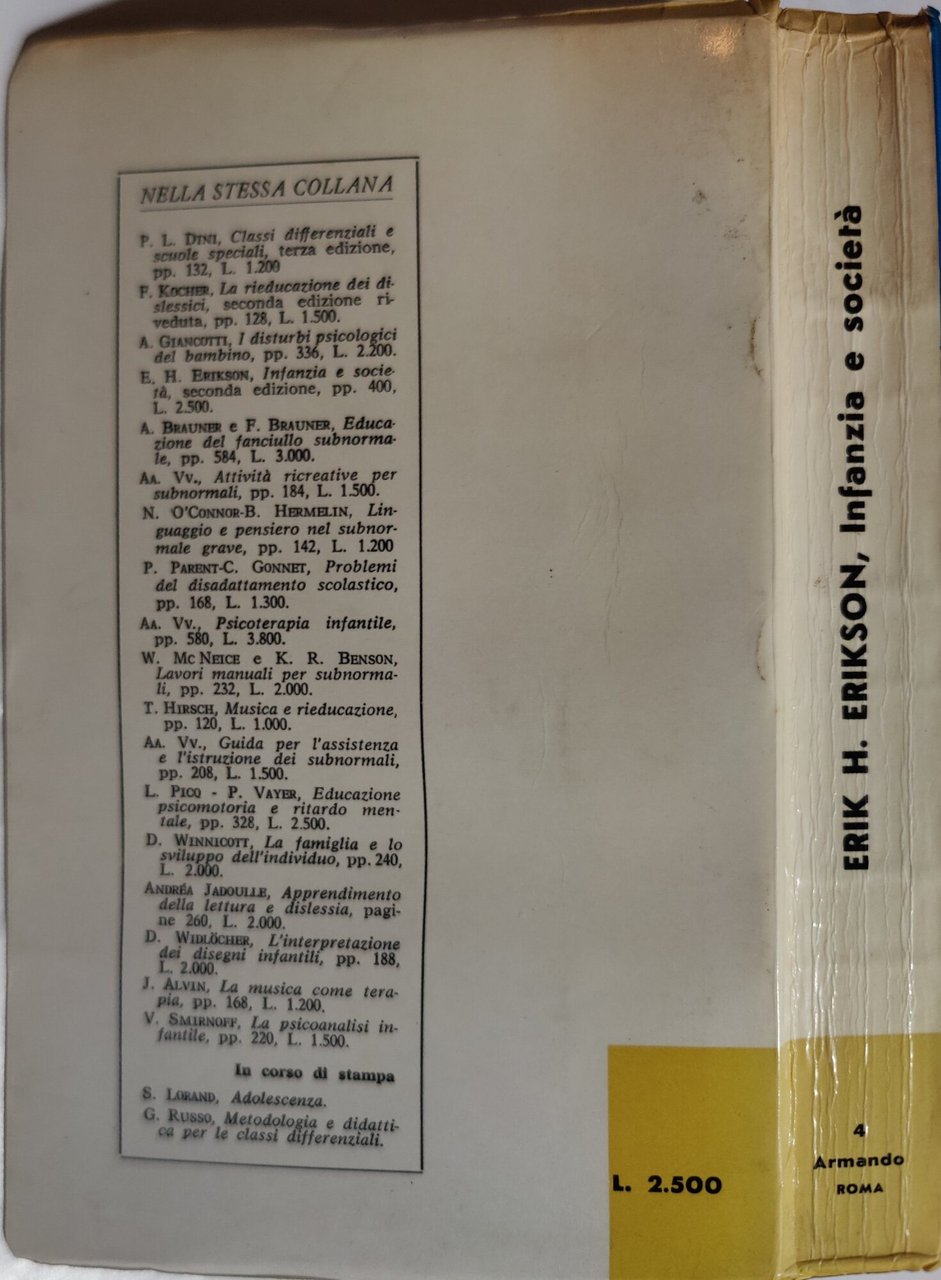 NELLA STESSA COLLANA
P. L. DINI, Classi differenziali e
scuole speciali, terza edizione,
pp. 132, L. 1.200
F. KOCHER, La rieducazione dei di-
slessici, seconda edizione ri-
veduta, pp. 128, L. 1.500.
A. GIANCOTTI, I disturbi psicologici
del bambino, pp. 336, L. 2.200.
E. H. ERIKSON, Infanzia e socie-
tà, seconda edizione, pp. 400,
L. 2.500.
A. BRAUNER e F. BRAUNER, Educa-
zione del fanciullo subnorma-
le, pp. 584, L. 3.000.
AA. VV., Attività ricreative per
subnormali, pp. 184, L. 1.500.
N. O'CONNOR-B. HERMELIN, Lin-
guaggio e pensiero nel subnor-
male grave, pp. 142, L. 1.200
P. PARENT-C. GONNET, Problemi
del disadattamento scolastico,
pp. 168, L. 1.300.
AA. VV., Psicoterapia infantile,
pp. 580, L. 3.800.
W. MC NEICE e K. R. BENSON,
Lavori manuali per subnorma-
li, pp. 232, L. 2.000.
T. HIRSCH, Musica e rieducazione,
pp. 120, L. 1.000.
AA. VV., Guida per l'assistenza
e l'istruzione dei subnormali,
pp. 208, L. 1.500.
L. PICQ - P. VAYER, Educazione
psicomotoria e ritardo men-
tale, pp. 328, L. 2.500.
D. WINNICOTT, La famiglia e lo
sviluppo dell'individuo, pp. 240,
L. 2.000.
ANDRÉA JADOULLE, Apprendimento
della lettura e dislessia, pagi-
ne 260, L. 2.000.
D. WIDLÖCHER, L'interpretazione
dei disegni infantili, pp. 188,
L. 2.000.
J. ALVIN, La musica come tera-
pia, pp. 168, L. 1.200.
V. SMIRNOFF, La psicoanalisi in-
fantile, pp. 220, L. 1.500.
In corso di stampa
S. LORAND, Adolescenza.
G. RUSSO, Metodologia e didatti-
ca per le classi differenziali.
L. 2.500
ERIK H. ERIKSON, Infanzia e società
4
Armando
ROMA